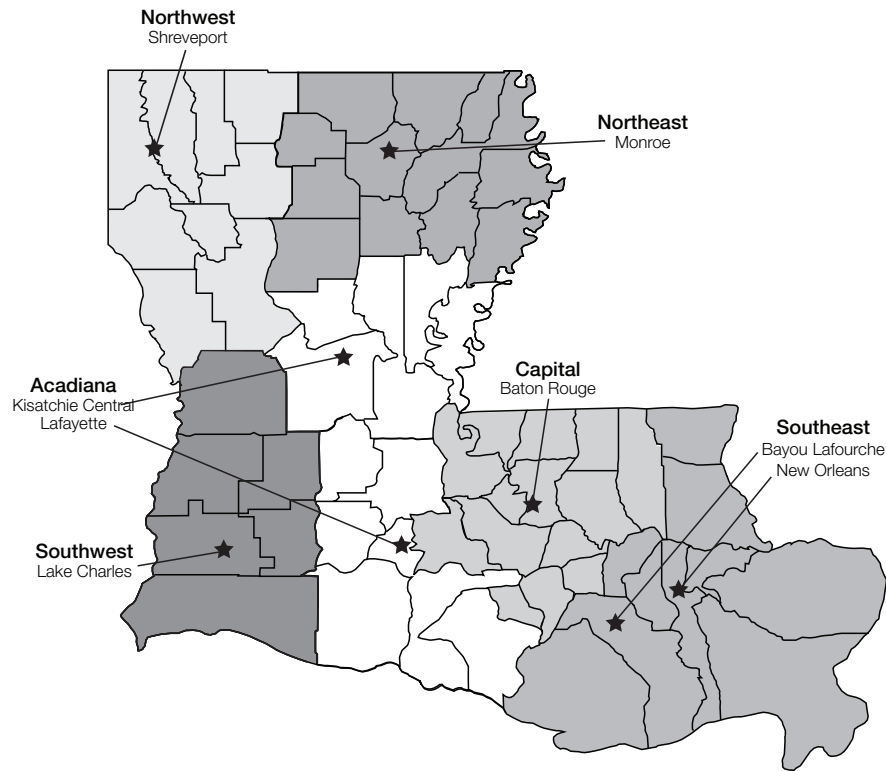 Northwest
Shreveport
Northeast
Monroe
Acadiana
Kisatchie Central
Lafayette
Capital
Baton Rouge
Southeast
Bayou Lafourche
New Orleans
Southwest
Lake Charles